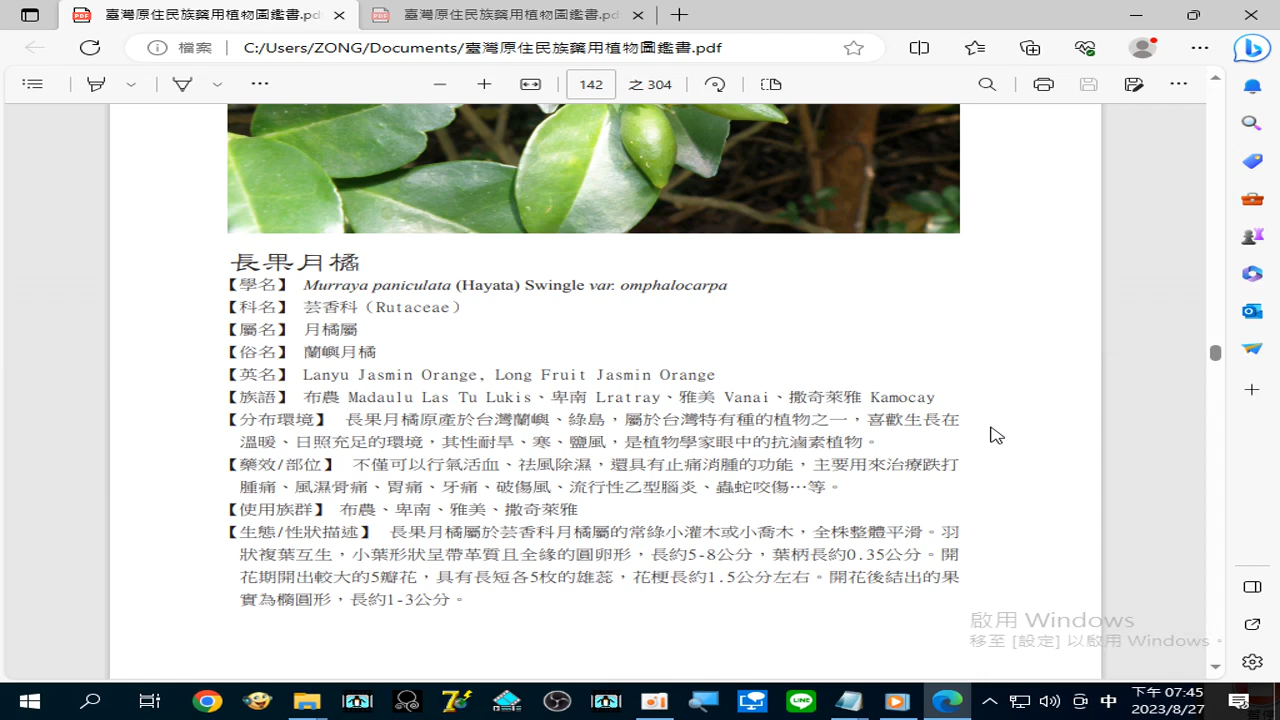 臺灣原住民族藥用植物圖鑑書.pdf
臺灣原住民族藥用植物圖鑑書.pdf
檔案
C:/Users/ZONG/Documents/臺灣原住民族藥用植物圖鑑書.pdf
142 之 304
長果月橘
【學名】 Murraya paniculata (Hayata) Swingle var. omphalocarpa
【科名】 芸香科（Rutaceae）
【屬名】 月橘屬
【俗名】 蘭嶼月橘
【英名】 Lanyu Jasmin Orange, Long Fruit Jasmin Orange
【族語】 布農 Madaulu Las Tu Lukis、卑南 Lratray、雅美 Vanai、撒奇萊雅 Kamocay
【分布環境】 長果月橘原產於台灣蘭嶼、綠島，屬於台灣特有種的植物之一，喜歡生長在
溫暖、日照充足的環境，其性耐旱、寒、鹽風，是植物學家眼中的抗滷素植物。
【藥效/部位】 不僅可以行氣活血、祛風除濕，還具有止痛消腫的功能，主要用來治療跌打
腫痛、風濕骨痛、胃痛、牙痛、破傷風、流行性乙型腦炎、蟲蛇咬傷…等。
【使用族群】 布農、卑南、雅美、撒奇萊雅
【生態/性狀描述】 長果月橘屬於芸香科月橘屬的常綠小灌木或小喬木，全株整體平滑。羽
狀複葉互生，小葉形狀呈帶革質且全緣的圓卵形，長約5-8公分，葉柄長約0.35公分。開
花期開出較大的5瓣花，具有長短各5枚的雄蕊，花梗長約1.5公分左右。開花後結出的果
實為橢圓形，長約1-3公分。
啟用 Windows
移至 [設定] 以啟用 Windows。
中
下午 07:45
2023/8/27